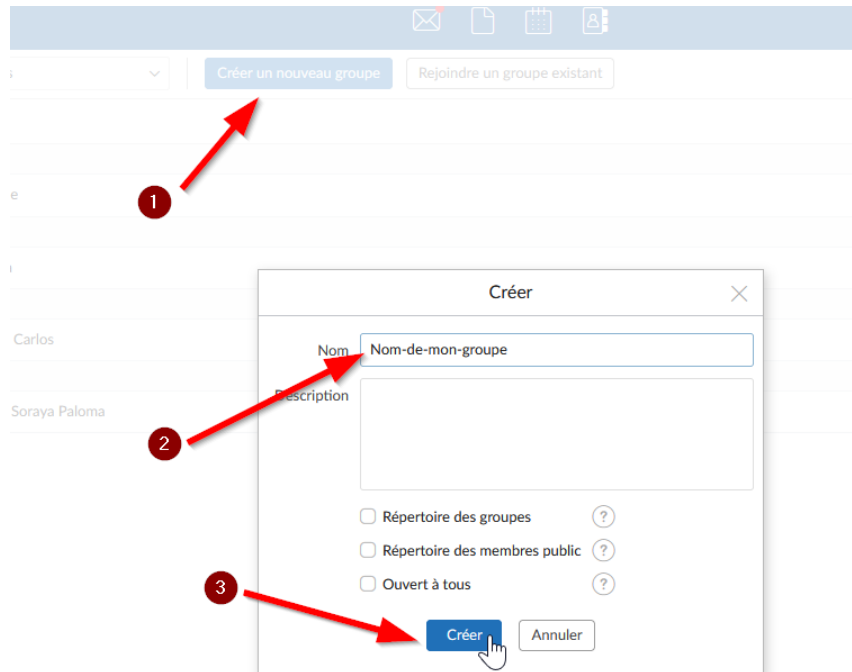 Créer un nouveau groupe
Rejoindre un groupe existant
1
e
Créer
Carlos
Nom
Nom-de-mon-groupe
Description
Soraya Paloma
2
Répertoire des groupes ?
Répertoire des membres public ?
Ouvert à tous ?
3
Créer
Annuler